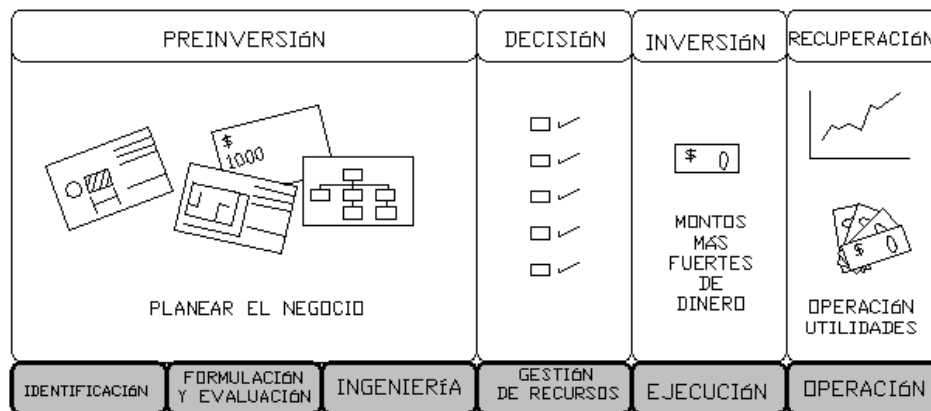 PREINVERSIóN
DECISIóN
INVERSIóN
RECUPERACIóN
$
1000
$ 0
MONTOS
MáS
FUERTES
DE
DINERO
$ 0
PLANEAR EL NEGOCIO
OPERACIóN
UTILIDADES
IDENTIFICACIóN
FORMULACIóN
Y EVALUACIóN
INGENIERíA
GESTIóN
DE RECURSOS
EJECUCIóN
OPERACIóN